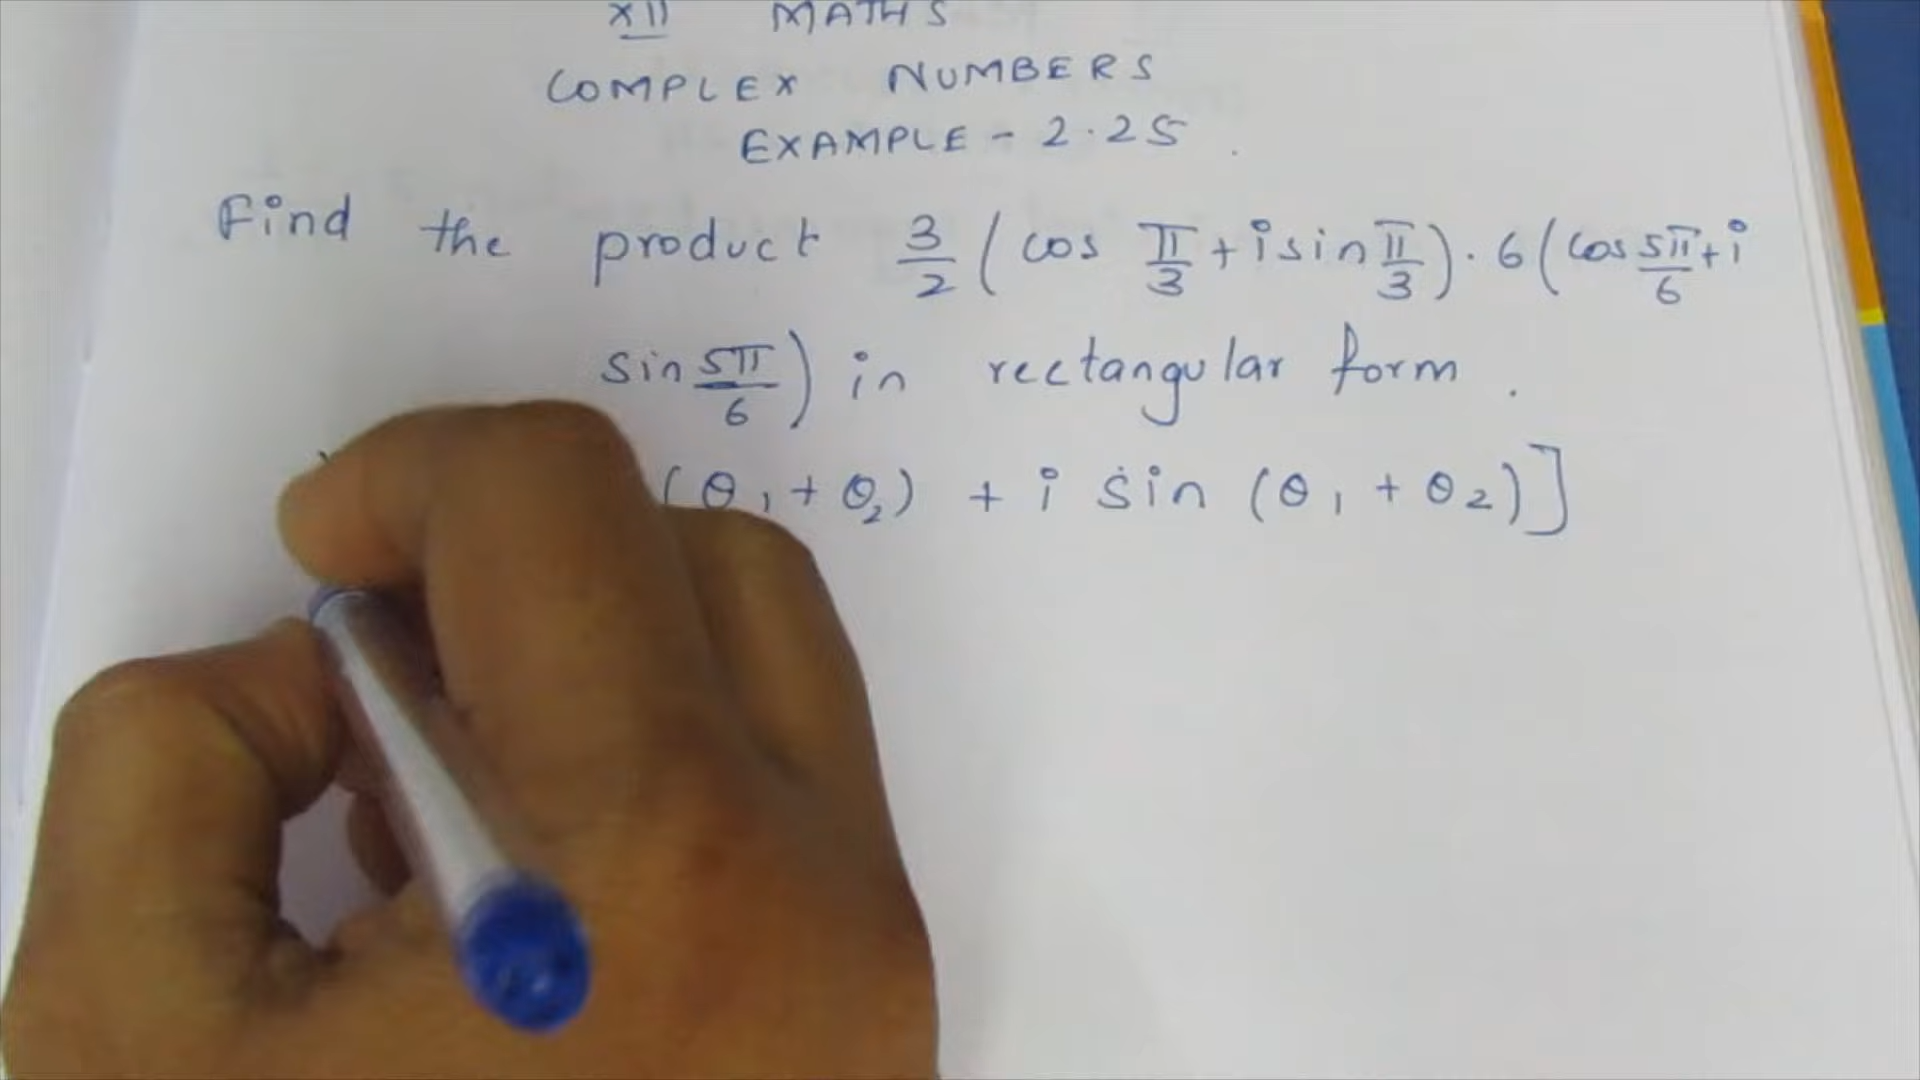 XII MATHS
COMPLEX NUMBERS
EXAMPLE - 2.25.
Find the product 3/2 (cos π/3 + i sin π/3) . 6 (cos 5π/6 + i
sin 5π/6) in rectangular form.
(θ₁ + θ₂) + i sin (θ₁ + θ₂)]